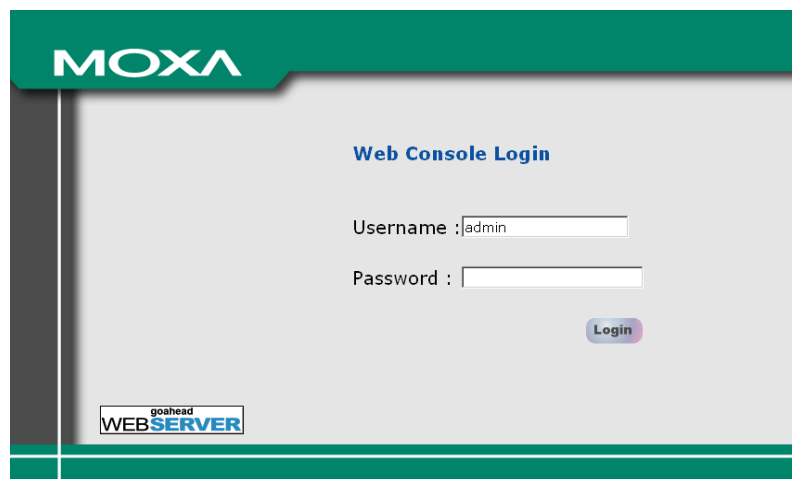 MOXA
Web Console Login
Username : admin
Password :
Login
goahead
WEBSERVER